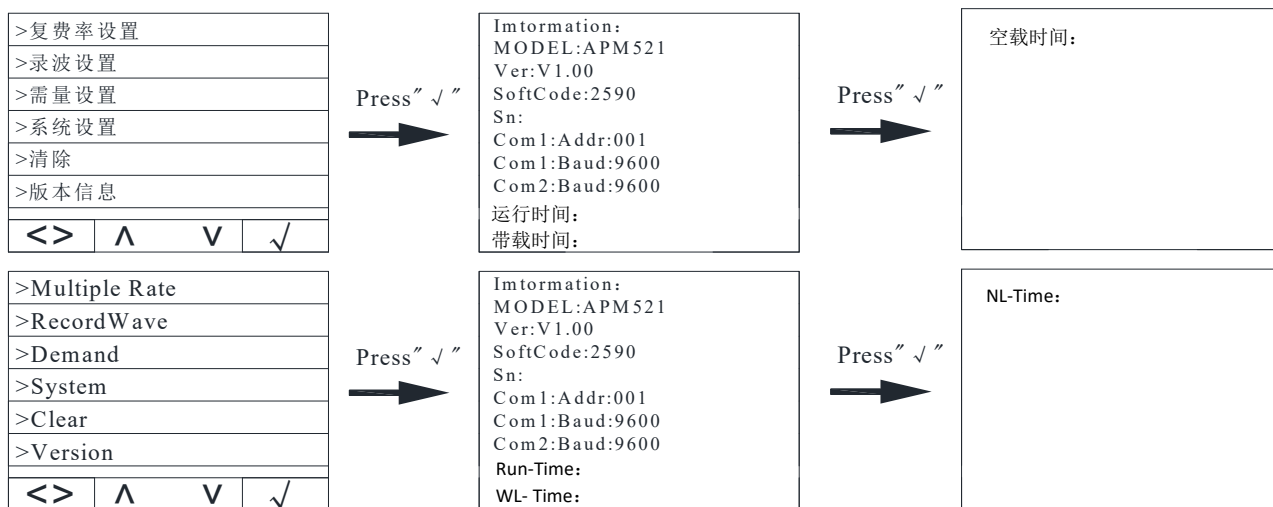 >复费率设置
>录波设置
>需量设置
>系统设置
>清除
>版本信息
<> ∧ ∨ √
Press" √ "
Imtormation：
MODEL:APM521
Ver:V1.00
SoftCode:2590
Sn:
Com1:Addr:001
Com1:Baud:9600
Com2:Baud:9600
运行时间：
带载时间：
Press" √ "
空载时间：
>Multiple Rate
>RecordWave
>Demand
>System
>Clear
>Version
<> ∧ ∨ √
Press" √ "
Imtormation：
MODEL:APM521
Ver:V1.00
SoftCode:2590
Sn:
Com1:Addr:001
Com1:Baud:9600
Com2:Baud:9600
Run-Time：
WL- Time：
Press" √ "
NL-Time：